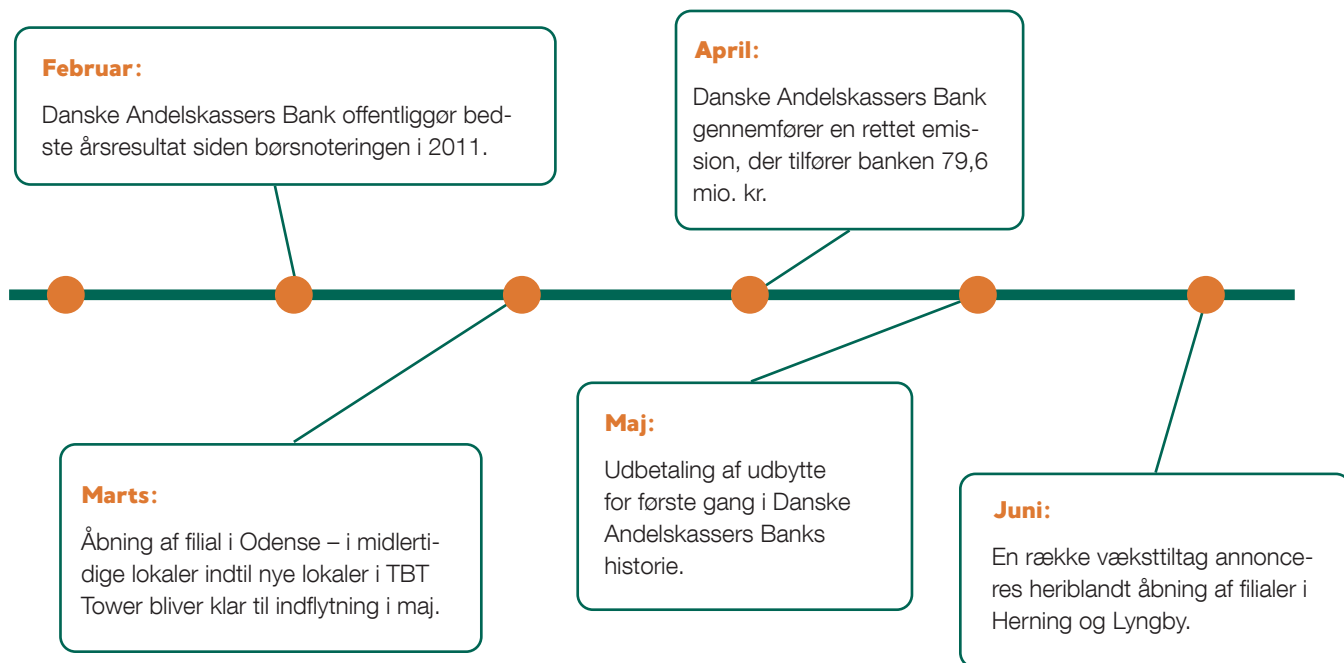 Februar:
Danske Andelskassers Bank offentliggør bed-
ste årsresultat siden børsnoteringen i 2011.
Marts:
Åbning af filial i Odense – i midlerti-
dige lokaler indtil nye lokaler i TBT
Tower bliver klar til indflytning i maj.
April:
Danske Andelskassers Bank
gennemfører en rettet emis-
sion, der tilfører banken 79,6
mio. kr.
Maj:
Udbetaling af udbytte
for første gang i Danske
Andelskassers Banks
historie.
Juni:
En række væksttiltag annonce-
res heriblandt åbning af filialer i
Herning og Lyngby.